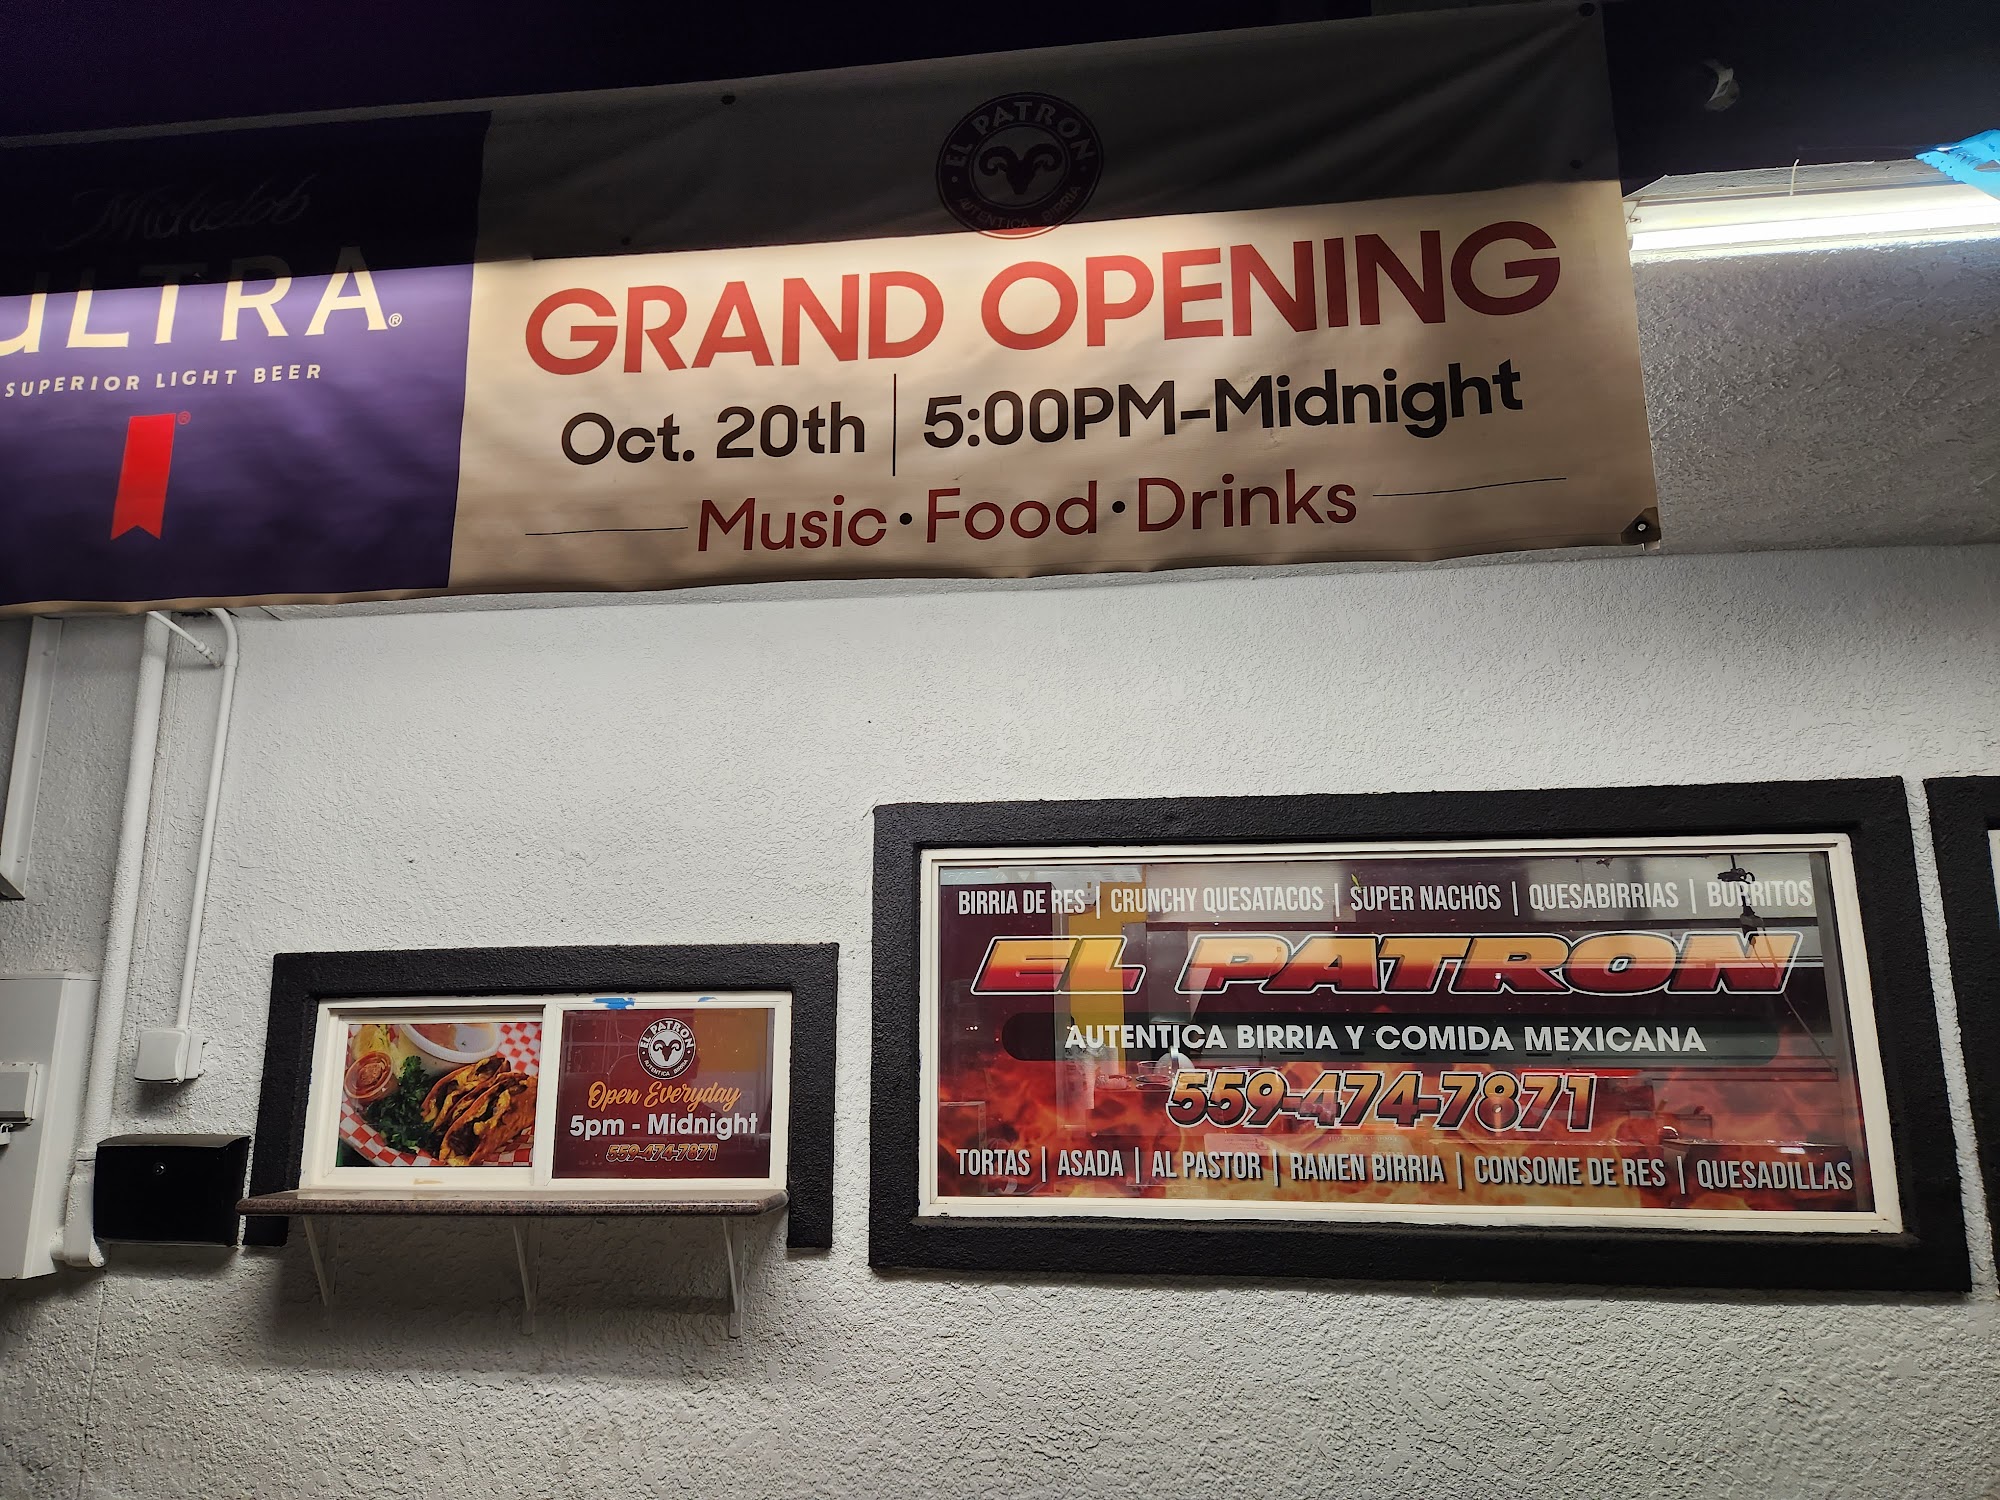 Michelob
ULTRA®
SUPERIOR LIGHT BEER
®
EL PATRON
AUTENTICA BIRRIA
GRAND OPENING
Oct. 20th | 5:00PM-Midnight
Music • Food • Drinks
EL PATRON
AUTENTICA BIRRIA
Open Everyday
5pm - Midnight
559-474-7871
BIRRIA DE RES | CRUNCHY QUESATACOS | SUPER NACHOS | QUESABIRRIAS | BURRITOS
EL PATRON
AUTENTICA BIRRIA Y COMIDA MEXICANA
559-474-7871
TORTAS | ASADA | AL PASTOR | RAMEN BIRRIA | CONSOME DE RES | QUESADILLAS